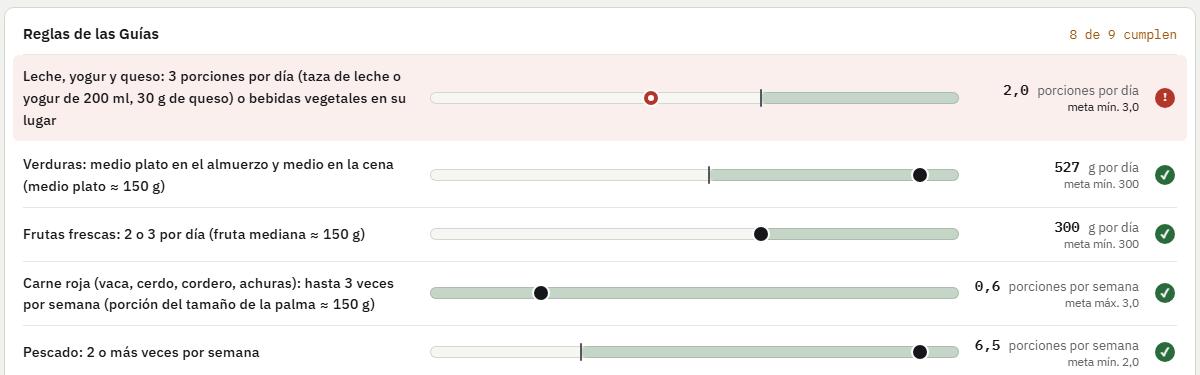 Reglas de las Guías
8 de 9 cumplen
Leche, yogur y queso: 3 porciones por día (taza de leche o
yogur de 200 ml, 30 g de queso) o bebidas vegetales en su
lugar
2,0 porciones por día
meta mín. 3,0
!
Verduras: medio plato en el almuerzo y medio en la cena
(medio plato ≈ 150 g)
527 g por día
meta mín. 300
✓
Frutas frescas: 2 o 3 por día (fruta mediana ≈ 150 g)
300 g por día
meta mín. 300
✓
Carne roja (vaca, cerdo, cordero, achuras): hasta 3 veces
por semana (porción del tamaño de la palma ≈ 150 g)
0,6 porciones por semana
meta máx. 3,0
✓
Pescado: 2 o más veces por semana
6,5 porciones por semana
meta mín. 2,0
✓